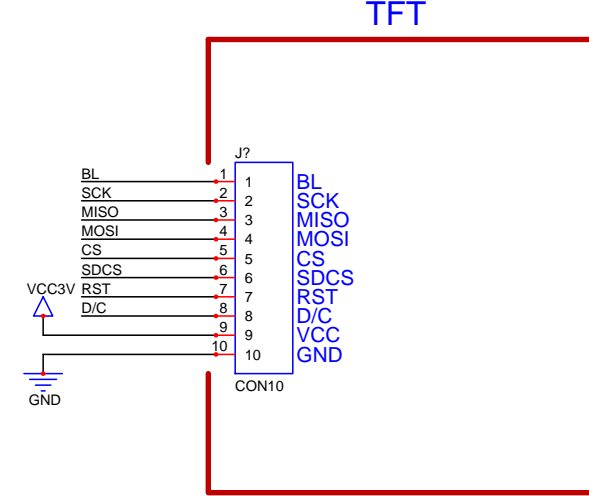 TFT
J?
BL 1 1 BL
SCK 2 2 SCK
MISO 3 3 MISO
MOSI 4 4 MOSI
CS 5 5 CS
SDCS 6 6 SDCS
VCC3V RST 7 7 RST
D/C 8 8 D/C
9 9 VCC
10 10 GND
CON10
GND